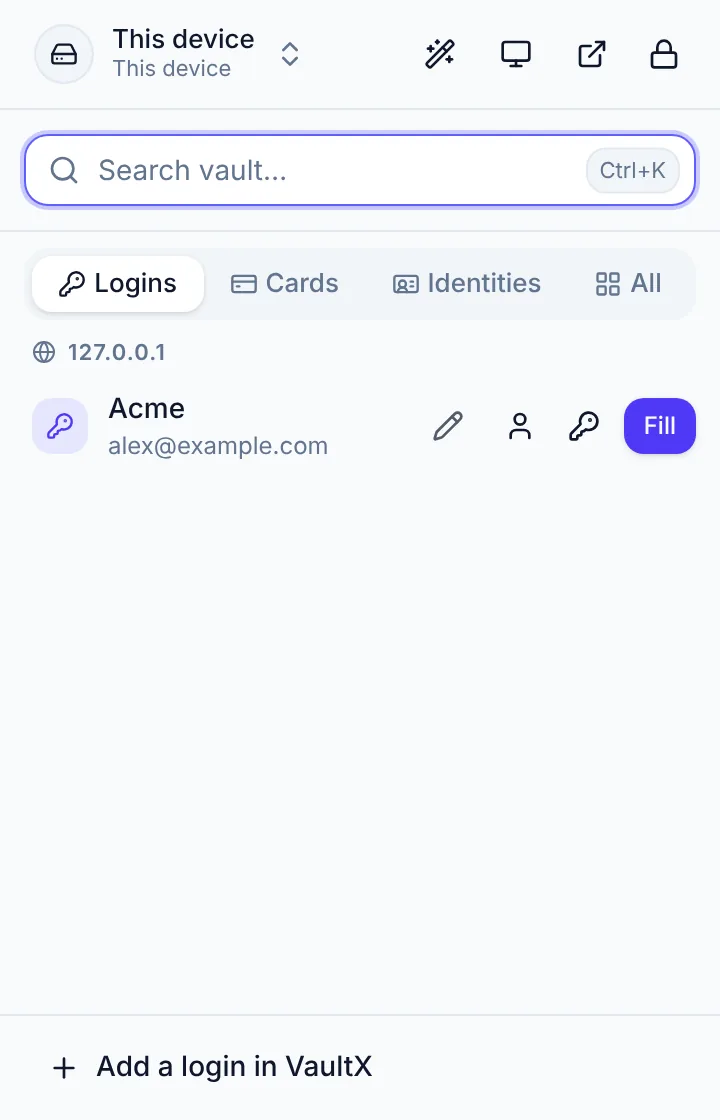 This device
This device
Search vault...
Ctrl+K
Logins
Cards
Identities
All
127.0.0.1
Acme
alex@example.com
Fill
Add a login in VaultX